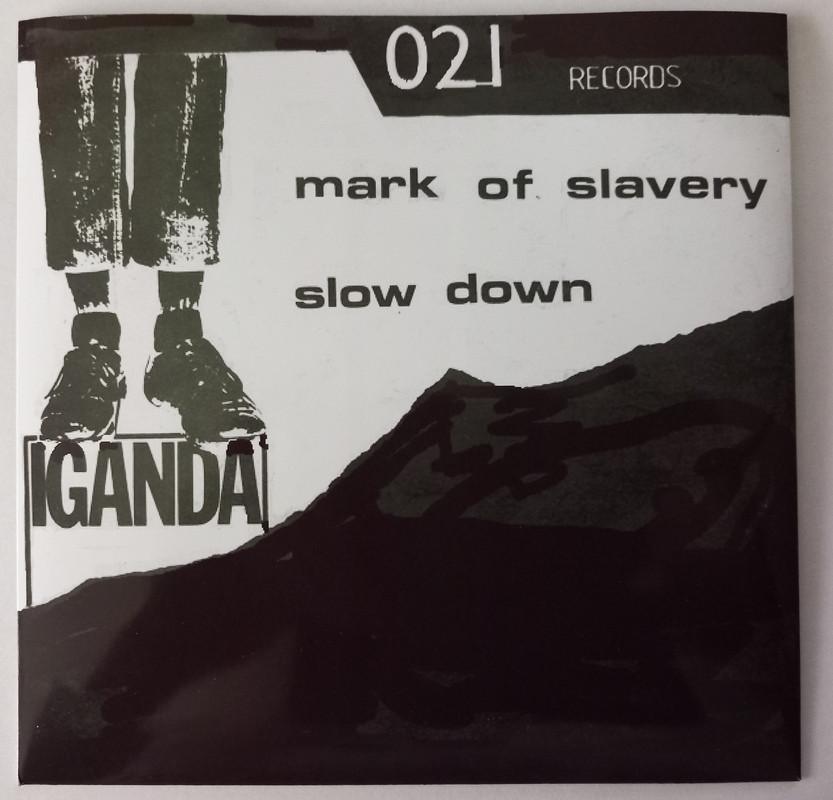 021 RECORDS
mark of slavery
slow down
IGANDA